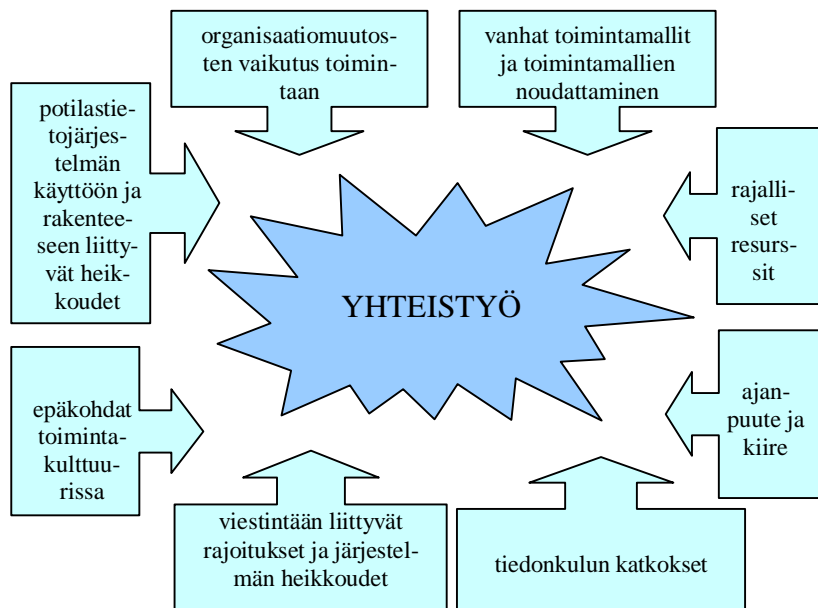 organisaatiomuutos-
ten vaikutus toimin-
taan
vanhat toimintamallit
ja toimintamallien
noudattaminen
potilastie-
tojärjes-
telmän
käyttöön ja
rakentee-
seen liitty-
vät heik-
koudet
rajalli-
set
resurs-
sit
YHTEISTYÖ
epäkohdat
toiminta-
kulttuu-
rissa
ajan-
puute ja
kiire
viestintään liittyvät
rajoitukset ja järjestel-
män heikkoudet
tiedonkulun katkokset